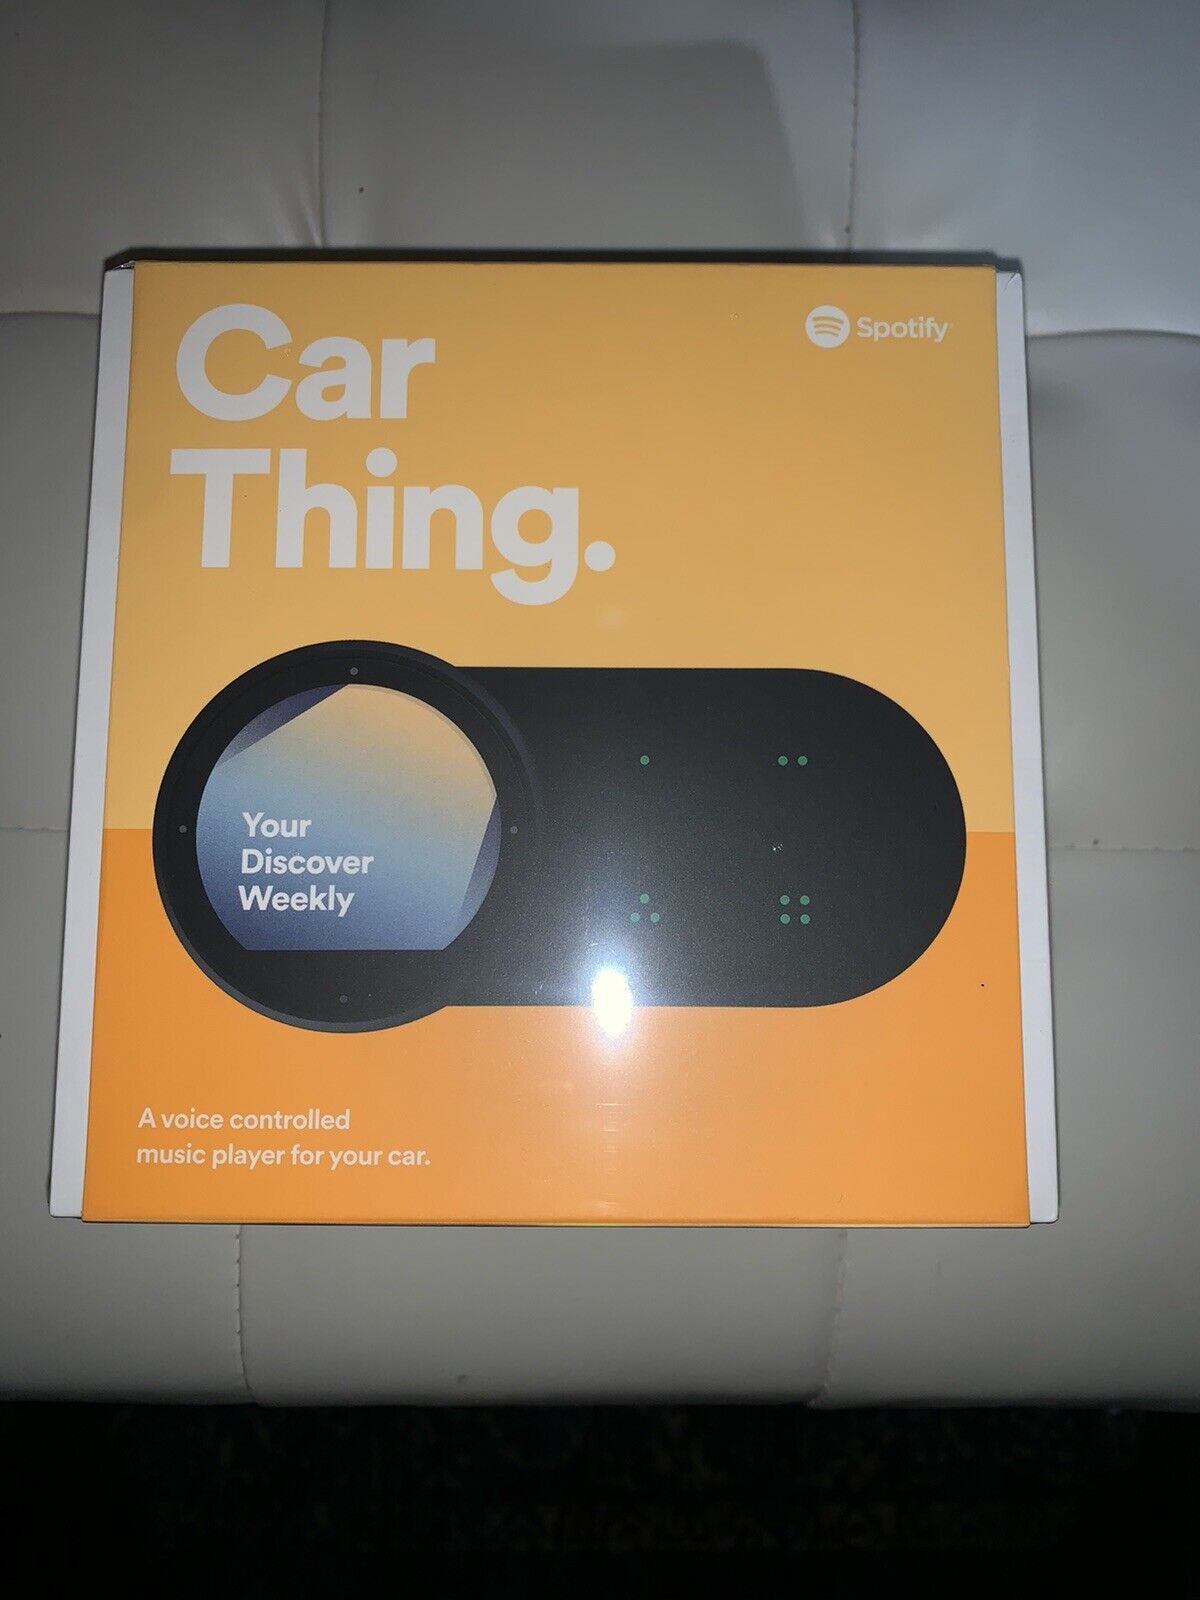 Car
Thing.
Spotify
Your
Discover
Weekly
A voice controlled
music player for your car.